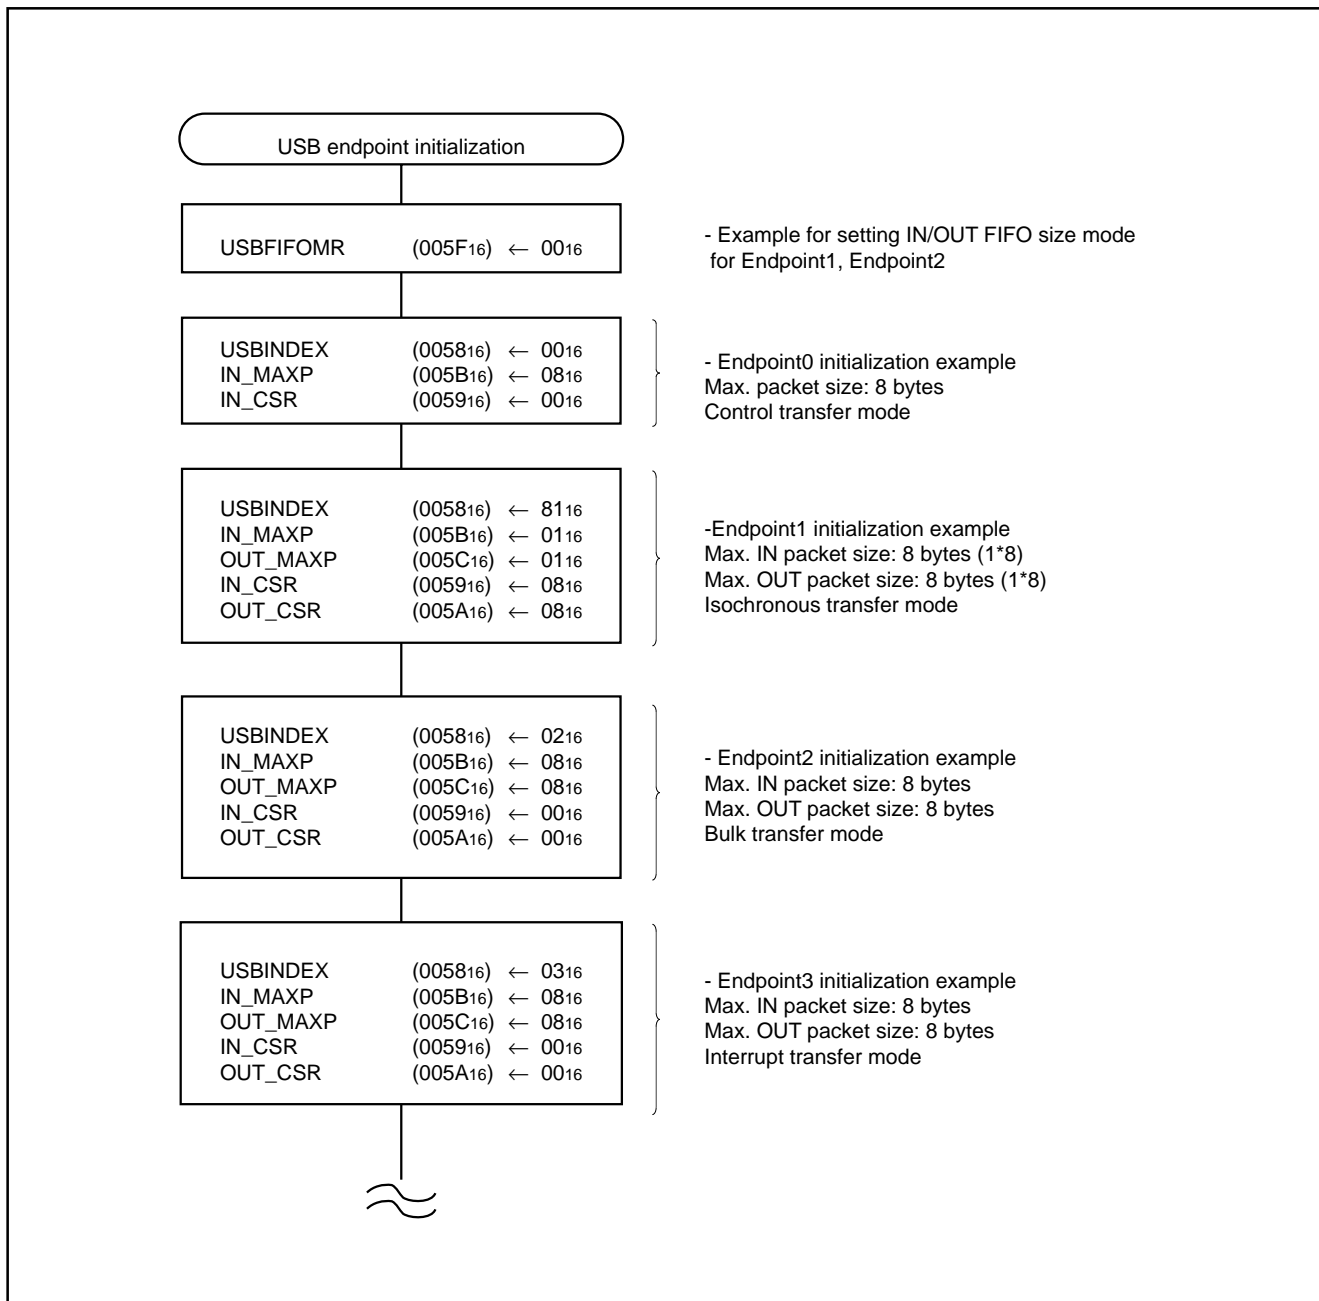 USB endpoint initialization
USBFIFOMR (005F16) ← 0016
- Example for setting IN/OUT FIFO size mode
for Endpoint1, Endpoint2
USBINDEX (005816) ← 0016
IN_MAXP (005B16) ← 0816
IN_CSR (005916) ← 0016
- Endpoint0 initialization example
Max. packet size: 8 bytes
Control transfer mode
USBINDEX (005816) ← 8116
IN_MAXP (005B16) ← 0116
OUT_MAXP (005C16) ← 0116
IN_CSR (005916) ← 0816
OUT_CSR (005A16) ← 0816
-Endpoint1 initialization example
Max. IN packet size: 8 bytes (1*8)
Max. OUT packet size: 8 bytes (1*8)
Isochronous transfer mode
USBINDEX (005816) ← 0216
IN_MAXP (005B16) ← 0816
OUT_MAXP (005C16) ← 0816
IN_CSR (005916) ← 0016
OUT_CSR (005A16) ← 0016
- Endpoint2 initialization example
Max. IN packet size: 8 bytes
Max. OUT packet size: 8 bytes
Bulk transfer mode
USBINDEX (005816) ← 0316
IN_MAXP (005B16) ← 0816
OUT_MAXP (005C16) ← 0816
IN_CSR (005916) ← 0016
OUT_CSR (005A16) ← 0016
- Endpoint3 initialization example
Max. IN packet size: 8 bytes
Max. OUT packet size: 8 bytes
Interrupt transfer mode